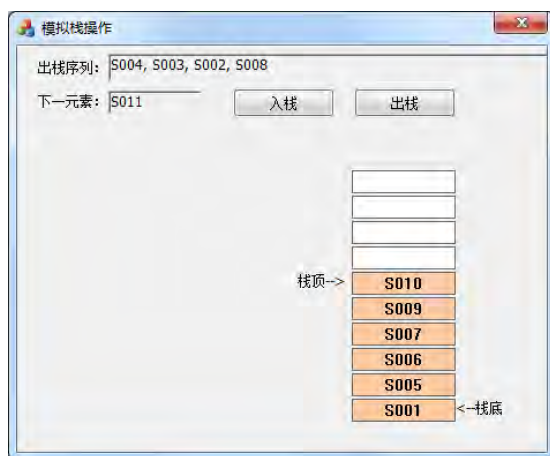 模拟栈操作
出栈序列: S004, S003, S002, S008
下一元素: S011 入栈 出栈
栈顶--> S010
S009
S007
S006
S005
S001 <--栈底